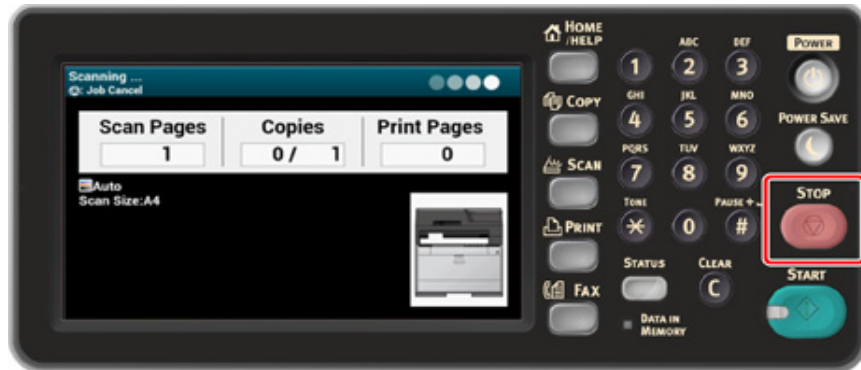 Scanning ...
: Job Cancel
Scan Pages
Copies
Print Pages
1
0 / 1
0
Auto
Scan Size:A4
HOME
/HELP
COPY
SCAN
PRINT
FAX
ABC
DEF
1
2
3
GHI
JKL
MNO
4
5
6
PQRS
TUV
WXYZ
7
8
9
TONE
PAUSE + -
0
#
STATUS
CLEAR
C
DATA IN
MEMORY
POWER
POWER SAVE
STOP
START